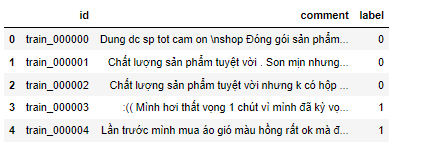 id comment label
0 train_000000 Dung dc sp tot cam on \nshop Đóng gói sản phẩm... 0
1 train_000001 Chất lượng sản phẩm tuyệt vời . Son mịn nhưng... 0
2 train_000002 Chất lượng sản phẩm tuyệt vời nhưng k có hộp ... 0
3 train_000003 :(( Mình hơi thất vọng 1 chút vì mình đã kỳ vọ... 1
4 train_000004 Lần trước mình mua áo gió màu hồng rất ok mà đ... 1